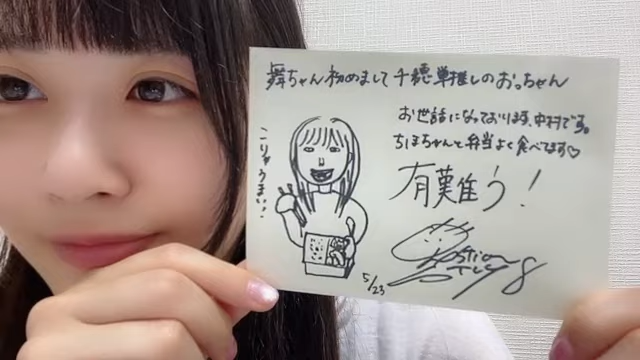 舞ちゃん初めまして千穂単推しのおっちゃん
お世話になっております、中村です。
ちほちゃんと弁当よく食べてます♡
こりゃうまい!
有難う!
5/23